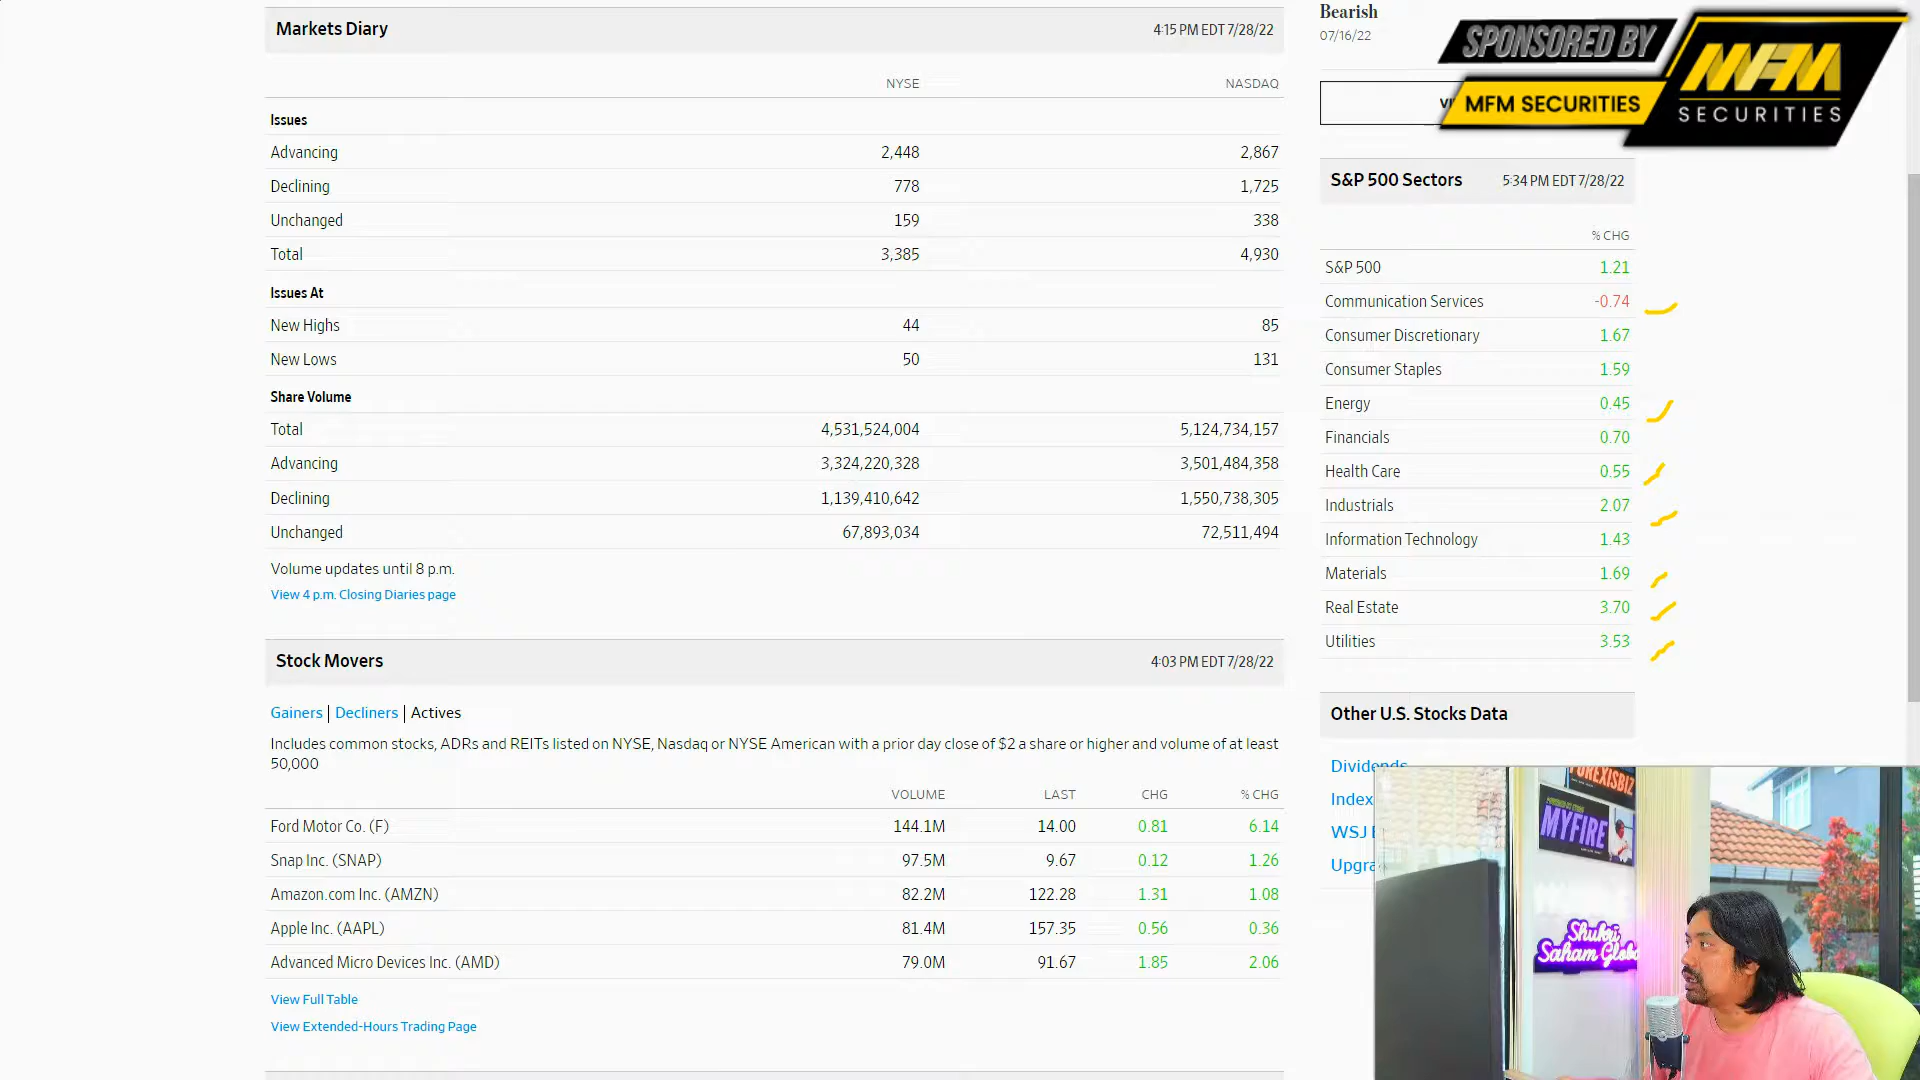 Markets Diary 4:15 PM EDT 7/28/22
NYSE NASDAQ
Issues
Advancing 2,448 2,867
Declining 778 1,725
Unchanged 159 338
Total 3,385 4,930
Issues At
New Highs 44 85
New Lows 50 131
Share Volume
Total 4,531,524,004 5,124,734,157
Advancing 3,324,220,328 3,501,484,358
Declining 1,139,410,642 1,550,738,305
Unchanged 67,893,034 72,511,494
Volume updates until 8 p.m.
View 4 p.m. Closing Diaries page
Stock Movers 4:03 PM EDT 7/28/22
Gainers | Decliners | Actives
Includes common stocks, ADRs and REITs listed on NYSE, Nasdaq or NYSE American with a prior day close of $2 a share or higher and volume of at least
50,000
VOLUME LAST CHG % CHG
Ford Motor Co. (F) 144.1M 14.00 0.81 6.14
Snap Inc. (SNAP) 97.5M 9.67 0.12 1.26
Amazon.com Inc. (AMZN) 82.2M 122.28 1.31 1.08
Apple Inc. (AAPL) 81.4M 157.35 0.56 0.36
Advanced Micro Devices Inc. (AMD) 79.0M 91.67 1.85 2.06
View Full Table
View Extended-Hours Trading Page
Bearish
07/16/22
SPONSORED BY
MFM SECURITIES
MFM
SECURITIES
S&P 500 Sectors 5:34 PM EDT 7/28/22
% CHG
S&P 500 1.21
Communication Services -0.74
Consumer Discretionary 1.67
Consumer Staples 1.59
Energy 0.45
Financials 0.70
Health Care 0.55
Industrials 2.07
Information Technology 1.43
Materials 1.69
Real Estate 3.70
Utilities 3.53
Other U.S. Stocks Data
Dividends
Index
WSJ
Upgra
FOREXISBIZ
MYFIRE
Shukri
Saham Global